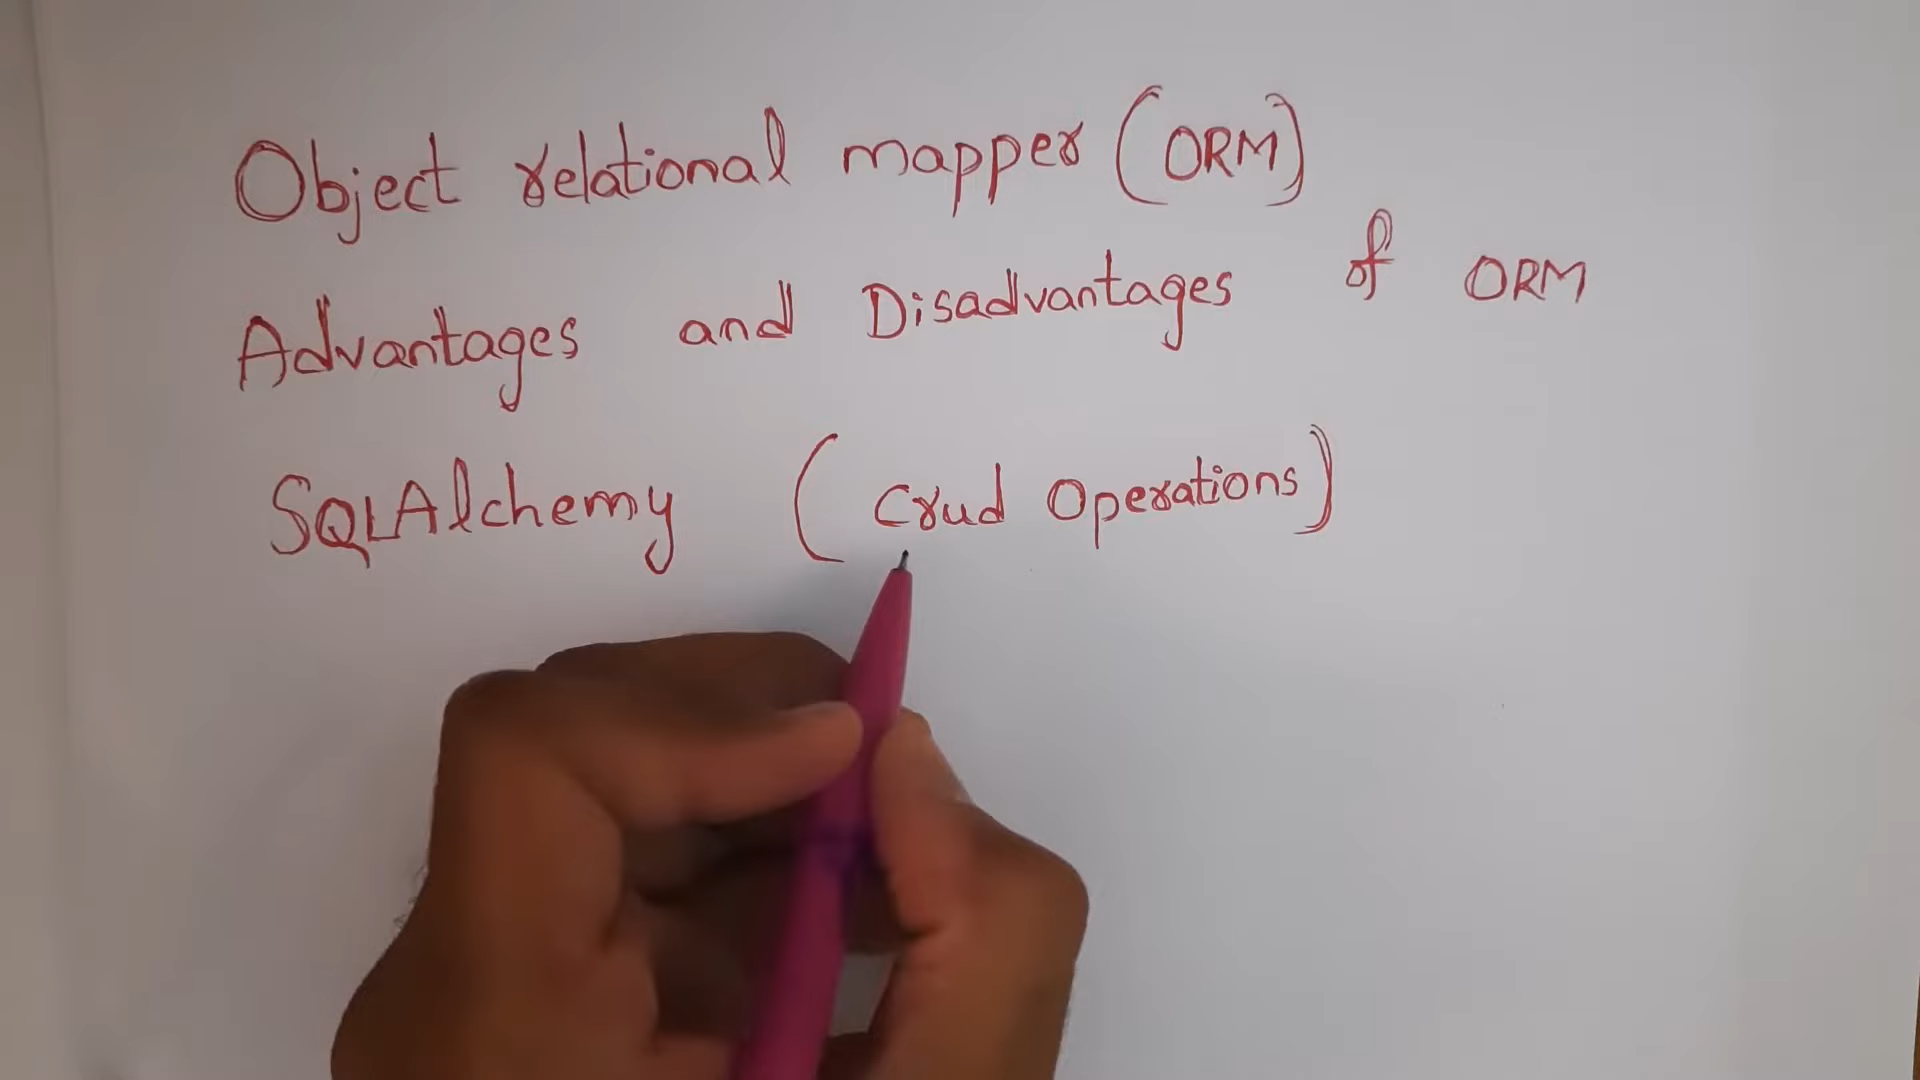 Object relational mapper (ORM)
Advantages and Disadvantages of ORM
SQLAlchemy (Crud Operations)